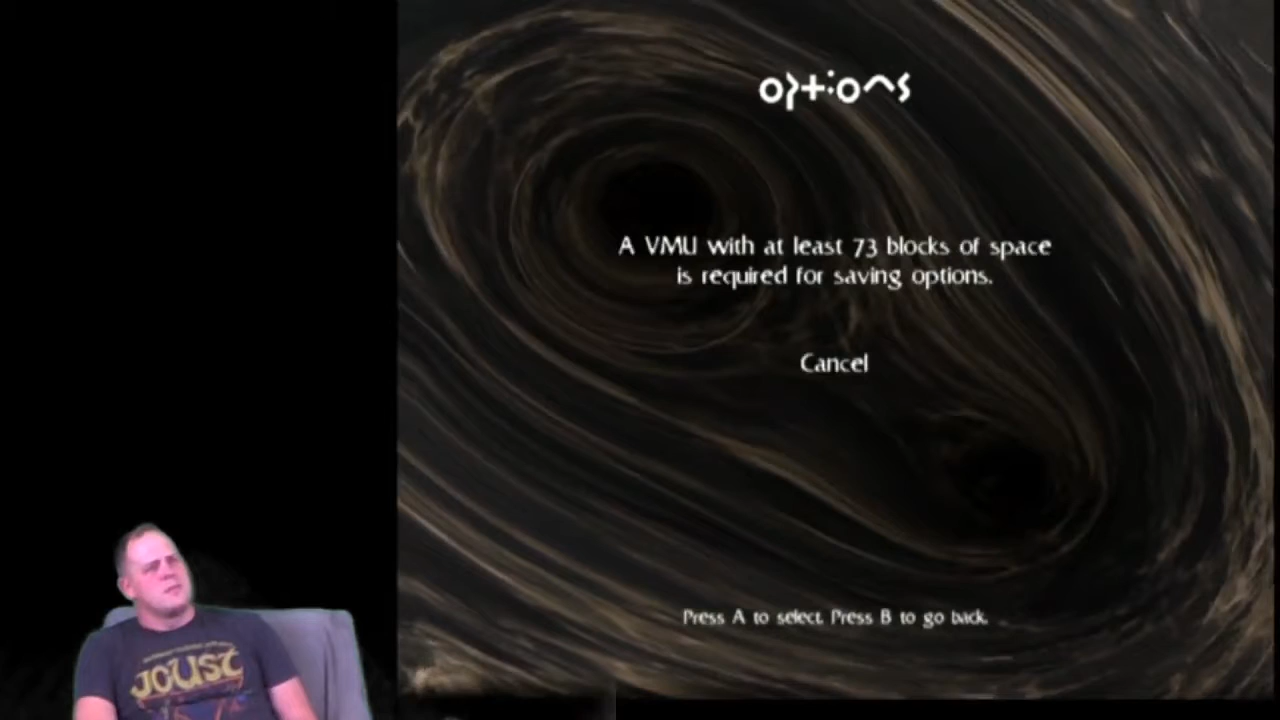 options
A VMU with at least 73 blocks of space
is required for saving options.
Cancel
Press A to select. Press B to go back.
JOUST